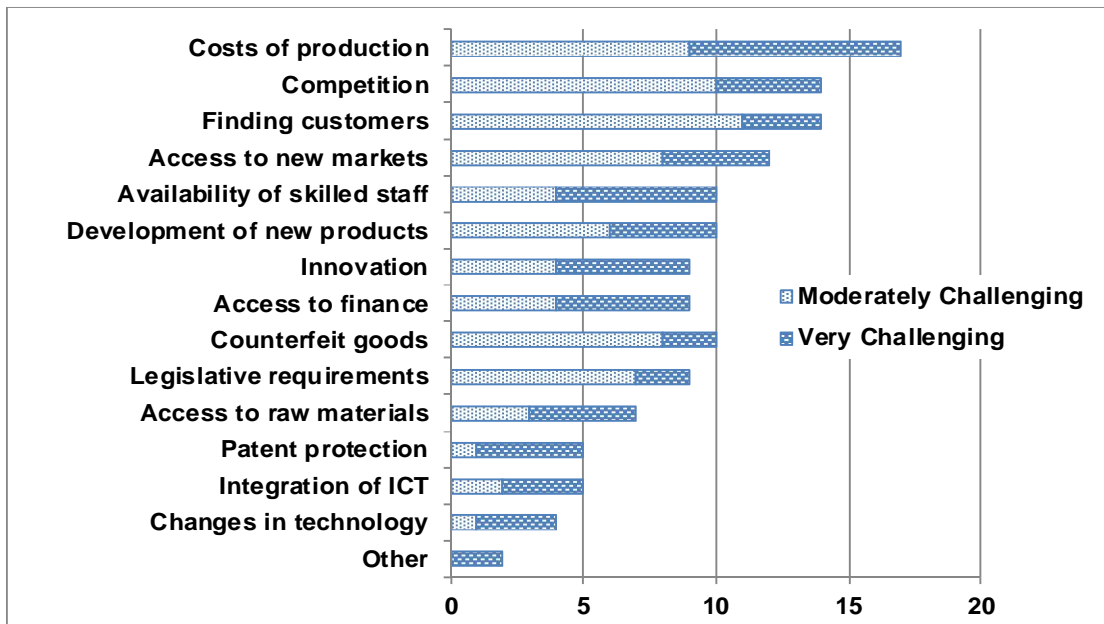 Costs of production
Competition
Finding customers
Access to new markets
Availability of skilled staff
Development of new products
Innovation
Access to finance
Counterfeit goods
Legislative requirements
Access to raw materials
Patent protection
Integration of ICT
Changes in technology
Other
Moderately Challenging
Very Challenging
0 5 10 15 20